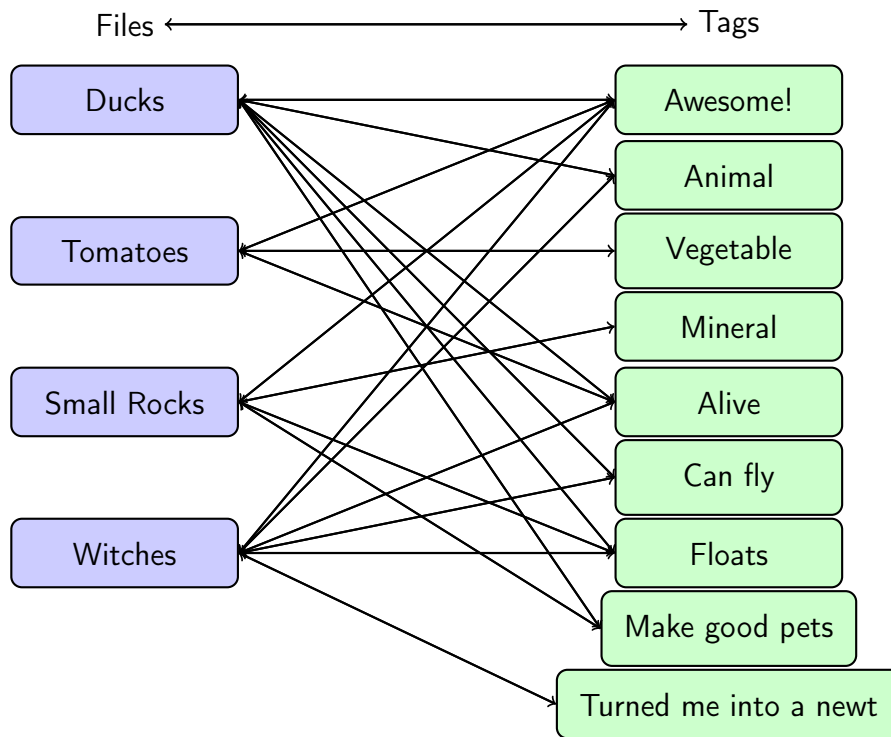 Files
Tags
Ducks
Awesome!
Animal
Tomatoes
Vegetable
Mineral
Small Rocks
Alive
Can fly
Witches
Floats
Make good pets
Turned me into a newt